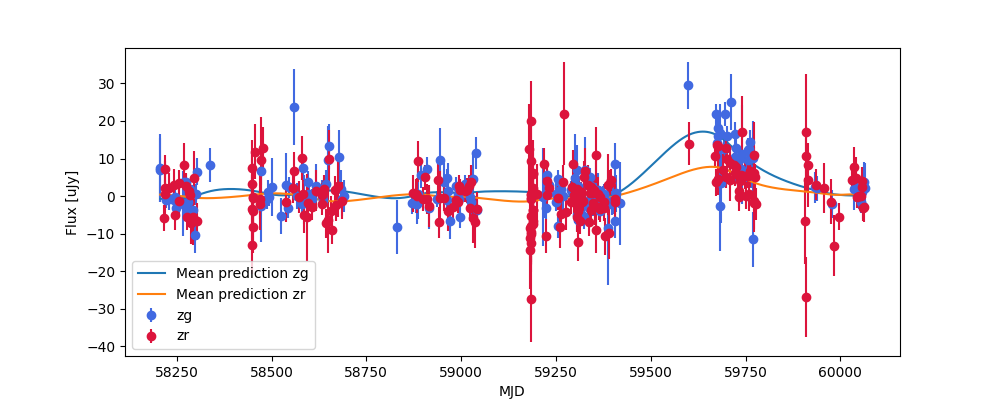 30
20
10
0
−10
−20
−30
−40
Flux [uJy]
Mean prediction zg
Mean prediction zr
zg
zr
58250 58500 58750 59000 59250 59500 59750 60000
MJD